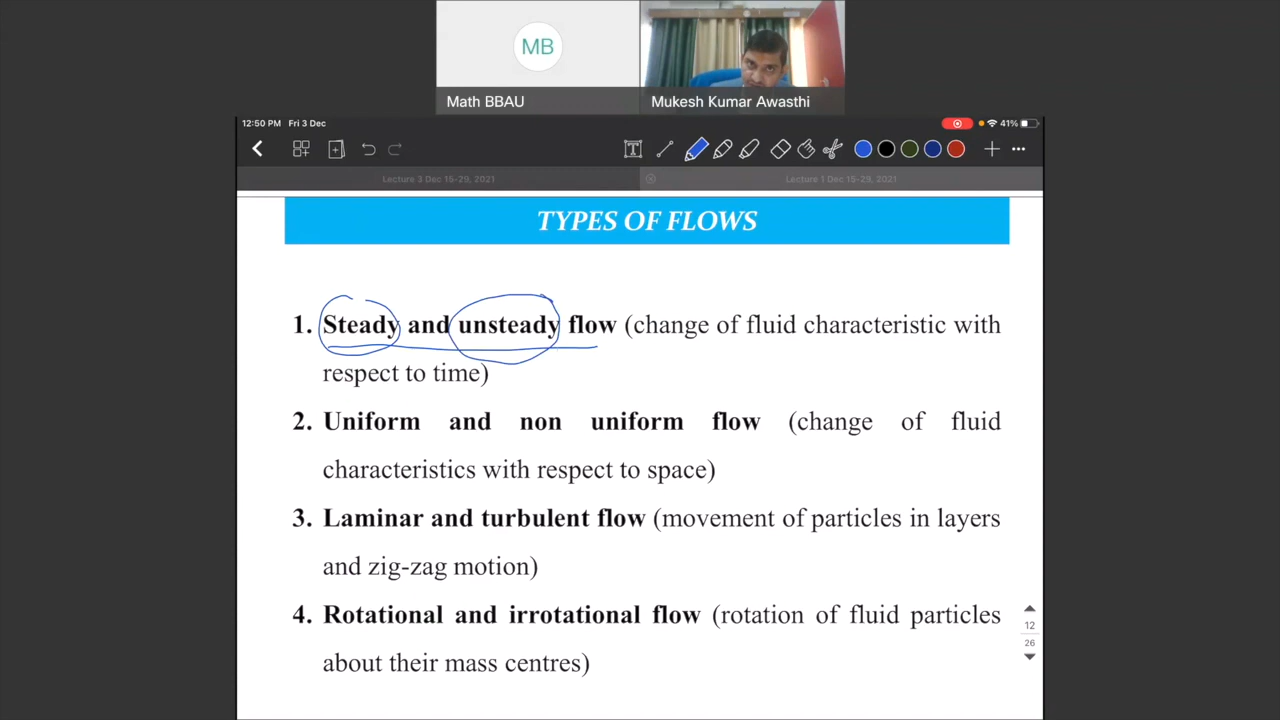 MB
Math BBAU
Mukesh Kumar Awasthi
12:50 PM Fri 3 Dec
41%
Lecture 3 Dec 15-29, 2021
Lecture 1 Dec 15-29, 2021
TYPES OF FLOWS
1. Steady and unsteady flow (change of fluid characteristic with
respect to time)
2. Uniform and non uniform flow (change of fluid
characteristics with respect to space)
3. Laminar and turbulent flow (movement of particles in layers
and zig-zag motion)
4. Rotational and irrotational flow (rotation of fluid particles
about their mass centres)
12
26